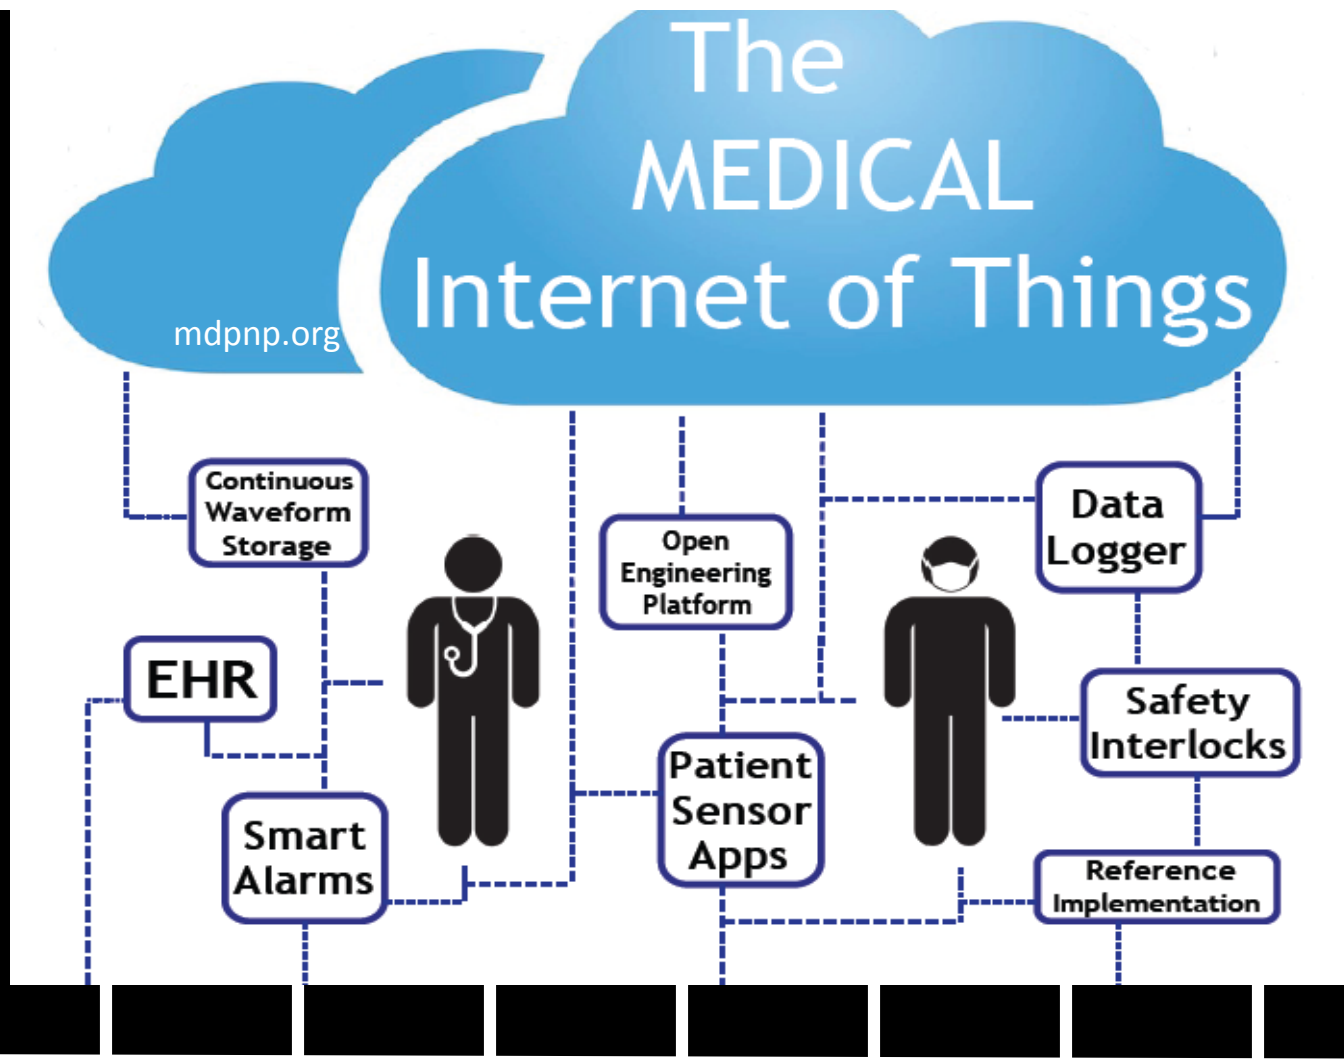 The
MEDICAL
Internet of Things
mdpnp.org
Continuous
Waveform
Storage
Data
Logger
Open
Engineering
Platform
EHR
Safety
Interlocks
Patient
Sensor
Apps
Smart
Alarms
Reference
Implementation